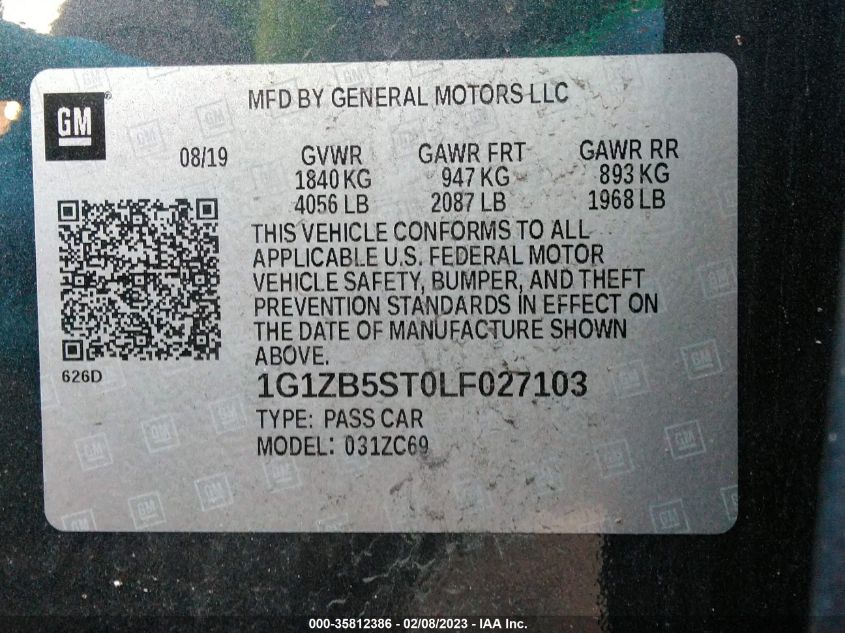 GM
MFD BY GENERAL MOTORS LLC
08/19 GVWR GAWR FRT GAWR RR
1840 KG 947 KG 893 KG
4056 LB 2087 LB 1968 LB
THIS VEHICLE CONFORMS TO ALL
APPLICABLE U.S. FEDERAL MOTOR
VEHICLE SAFETY, BUMPER, AND THEFT
PREVENTION STANDARDS IN EFFECT ON
THE DATE OF MANUFACTURE SHOWN
ABOVE.
626D
1G1ZB5ST0LF027103
TYPE: PASS CAR
MODEL: 031ZC69
000-35812386 - 02/08/2023 - IAA Inc.